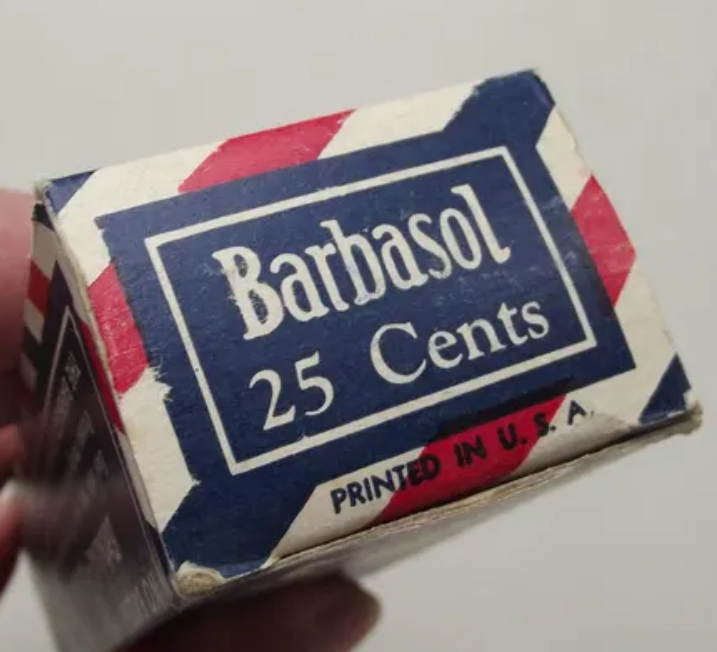 Barbasol
25 Cents
PRINTED IN U. S. A.